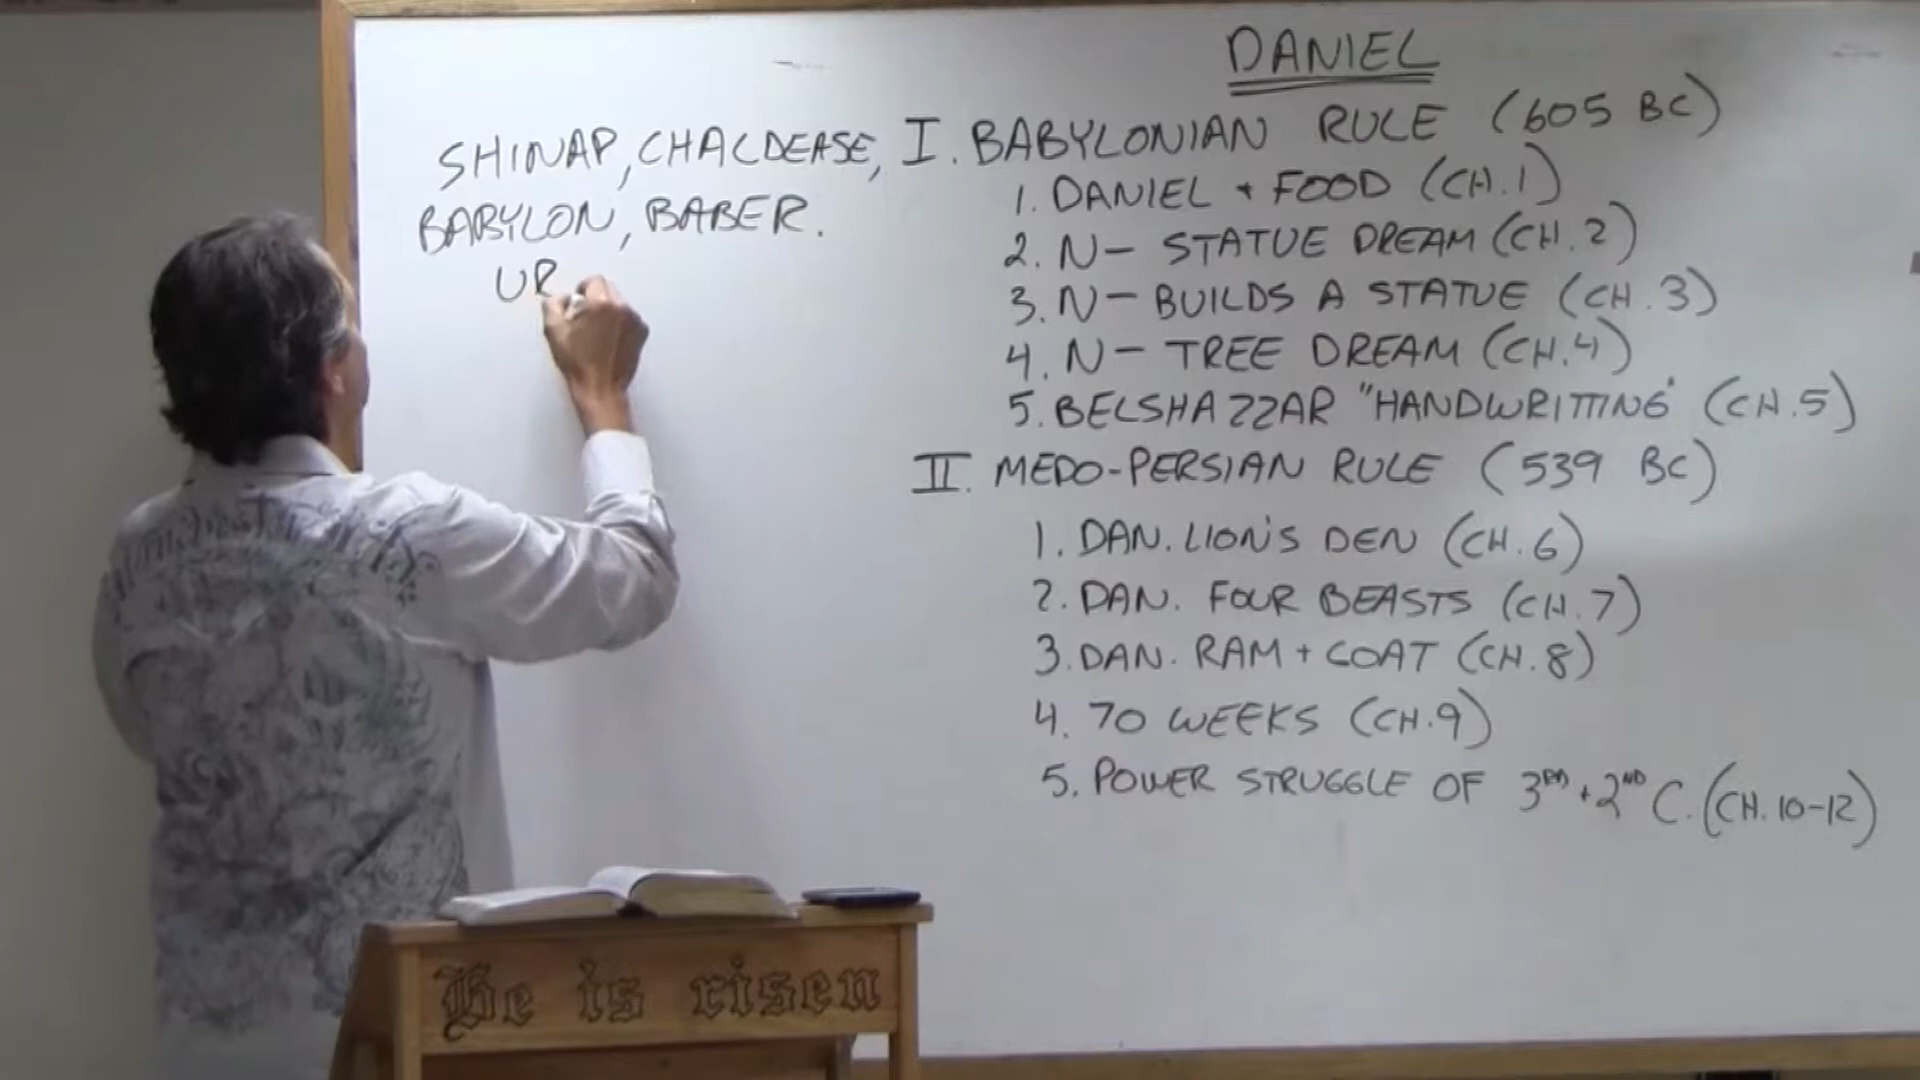 DANIEL
SHINAP, CHALDEASE,
BABYLON, BABER.
UR
I. BABYLONIAN RULE (605 BC)
1. DANIEL + FOOD (CH. 1)
2. N- STATUE DREAM (CH. 2)
3. N- BUILDS A STATUE (CH. 3)
4. N- TREE DREAM (CH. 4)
5. BELSHAZZAR "HANDWRITTING" (CH. 5)
II. MEDO-PERSIAN RULE (539 BC)
1. DAN. LION'S DEN (CH. 6)
2. DAN. FOUR BEASTS (CH. 7)
3. DAN. RAM + GOAT (CH. 8)
4. 70 WEEKS (CH. 9)
5. POWER STRUGGLE OF 3RD + 2ND C. (CH. 10-12)
He is risen